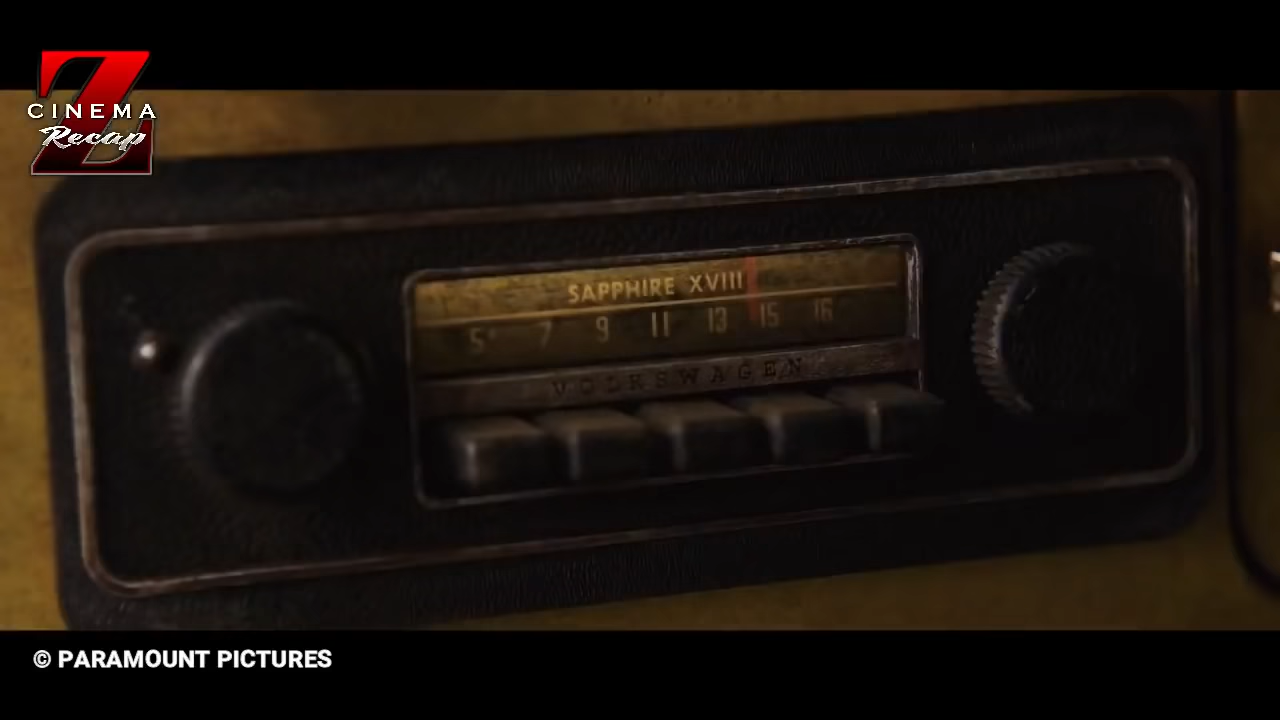 CINEMA
Recap
SAPPHIRE XVIII
5 7 9 11 13 15 16
VOLKSWAGEN
© PARAMOUNT PICTURES